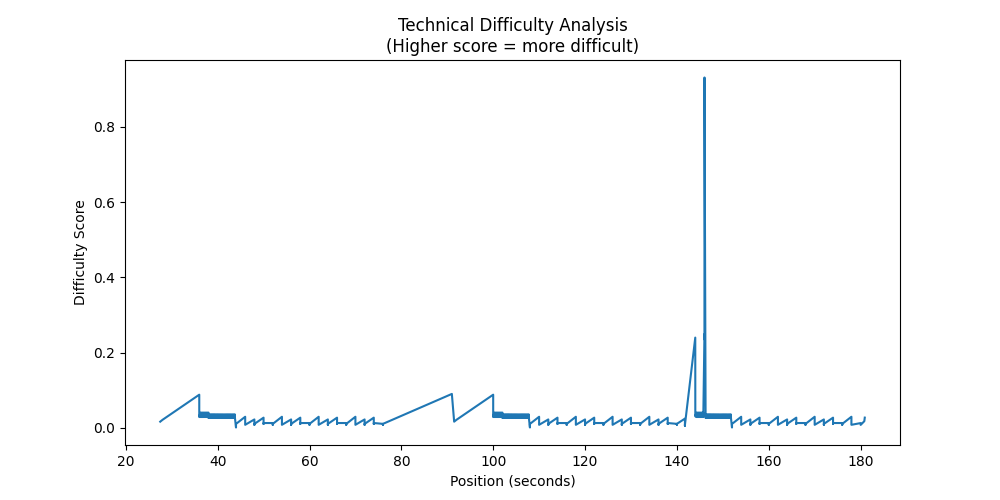 Technical Difficulty Analysis
(Higher score = more difficult)
Difficulty Score
0.8
0.6
0.4
0.2
0.0
20 40 60 80 100 120 140 160 180
Position (seconds)